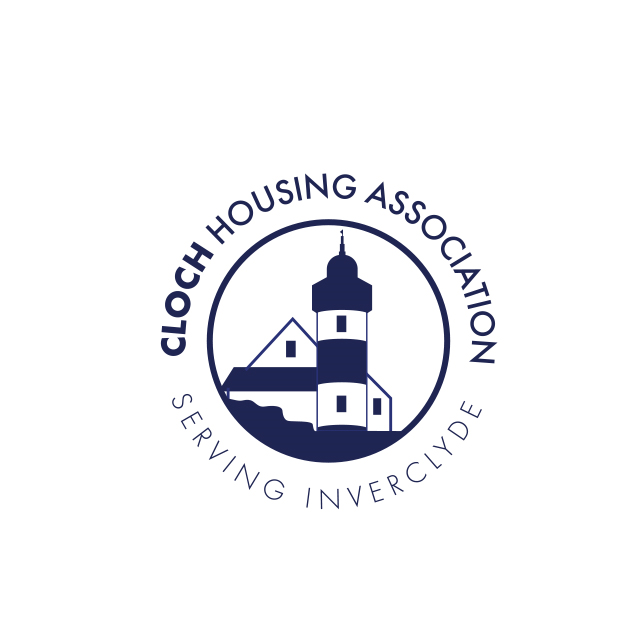 CLOCH HOUSING ASSOCIATION
SERVING INVERCLYDE